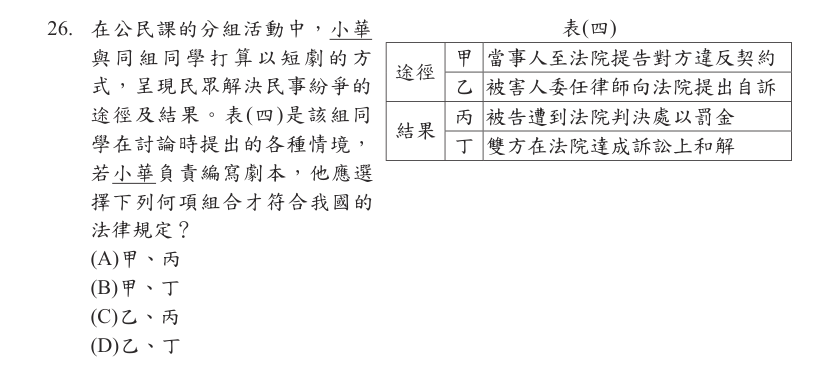 26. 在公民課的分組活動中，小華
與同組同學打算以短劇的方
式，呈現民眾解決民事紛爭的
途徑及結果。表(四)是該組同
學在討論時提出的各種情境，
若小華負責編寫劇本，他應選
擇下列何項組合才符合我國的
法律規定？
(A)甲、丙
(B)甲、丁
(C)乙、丙
(D)乙、丁
表(四)
途徑 甲 當事人至法院提告對方違反契約
乙 被害人委任律師向法院提出自訴
結果 丙 被告遭到法院判決處以罰金
丁 雙方在法院達成訴訟上和解